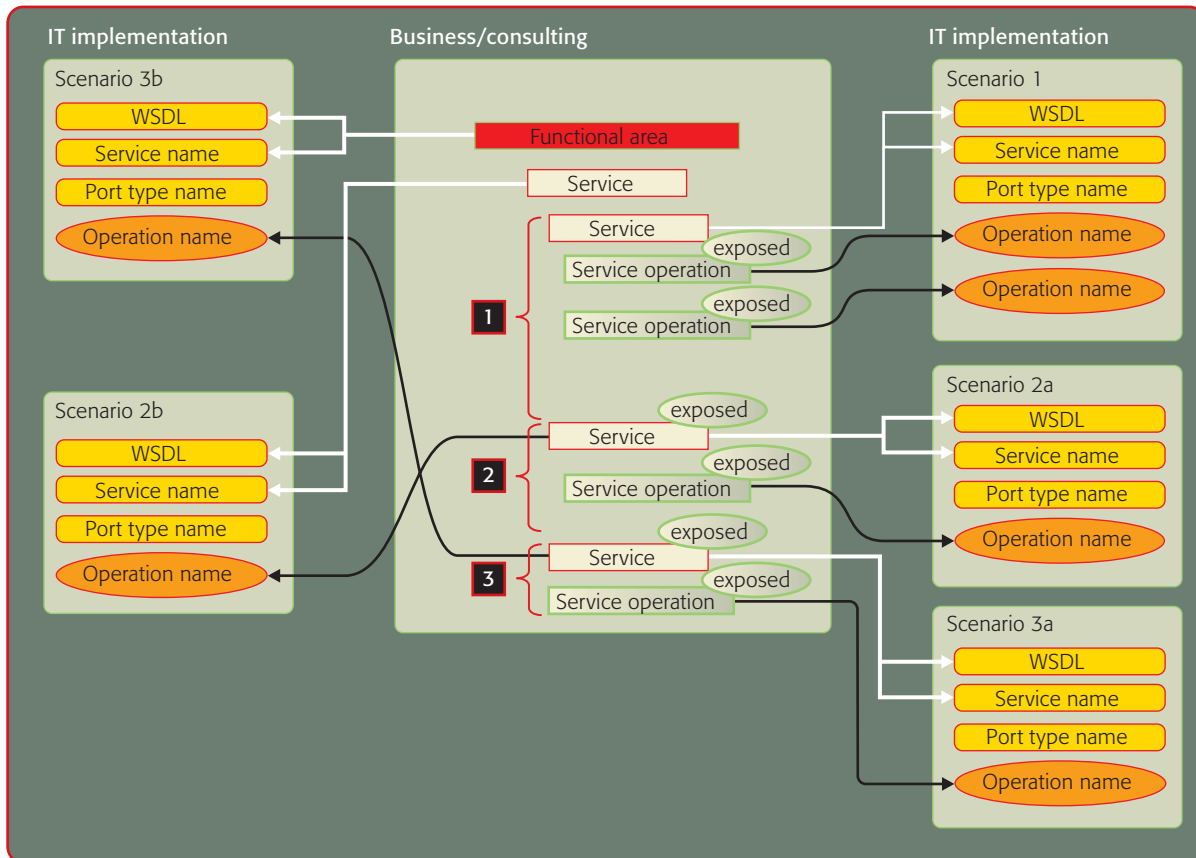 IT implementation
Scenario 3b
WSDL
Service name
Port type name
Operation name
Scenario 2b
WSDL
Service name
Port type name
Operation name
Business/consulting
Functional area
Service
1
Service
exposed
Service operation
exposed
Service operation
2
exposed
Service
exposed
Service operation
3
exposed
Service
exposed
Service operation
IT implementation
Scenario 1
WSDL
Service name
Port type name
Operation name
Operation name
Scenario 2a
WSDL
Service name
Port type name
Operation name
Scenario 3a
WSDL
Service name
Port type name
Operation name